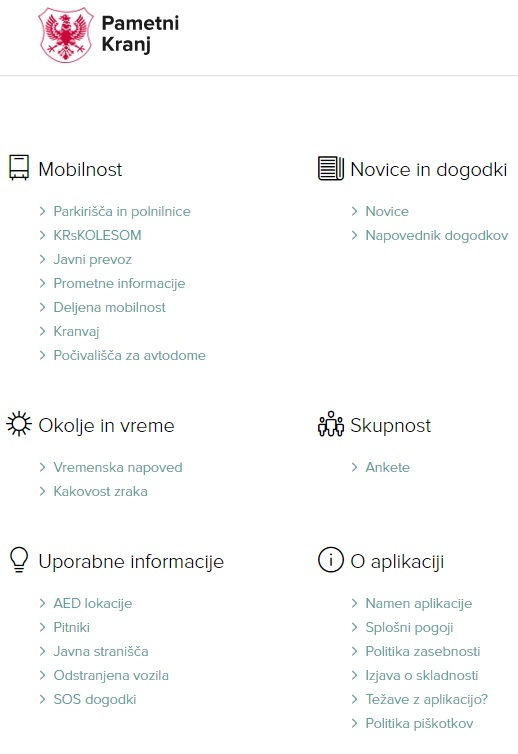 Pametni
Kranj
Mobilnost
Parkirišča in polnilnice
KRsKOLESOM
Javni prevoz
Prometne informacije
Deljena mobilnost
Kranvaj
Počivališča za avtodome
Novice in dogodki
Novice
Napovednik dogodkov
Okolje in vreme
Vremenska napoved
Kakovost zraka
Skupnost
Ankete
Uporabne informacije
AED lokacije
Pitniki
Javna stranišča
Odstranjena vozila
SOS dogodki
O aplikaciji
Namen aplikacije
Splošni pogoji
Politika zasebnosti
Izjava o skladnosti
Težave z aplikacijo?
Politika piškotkov